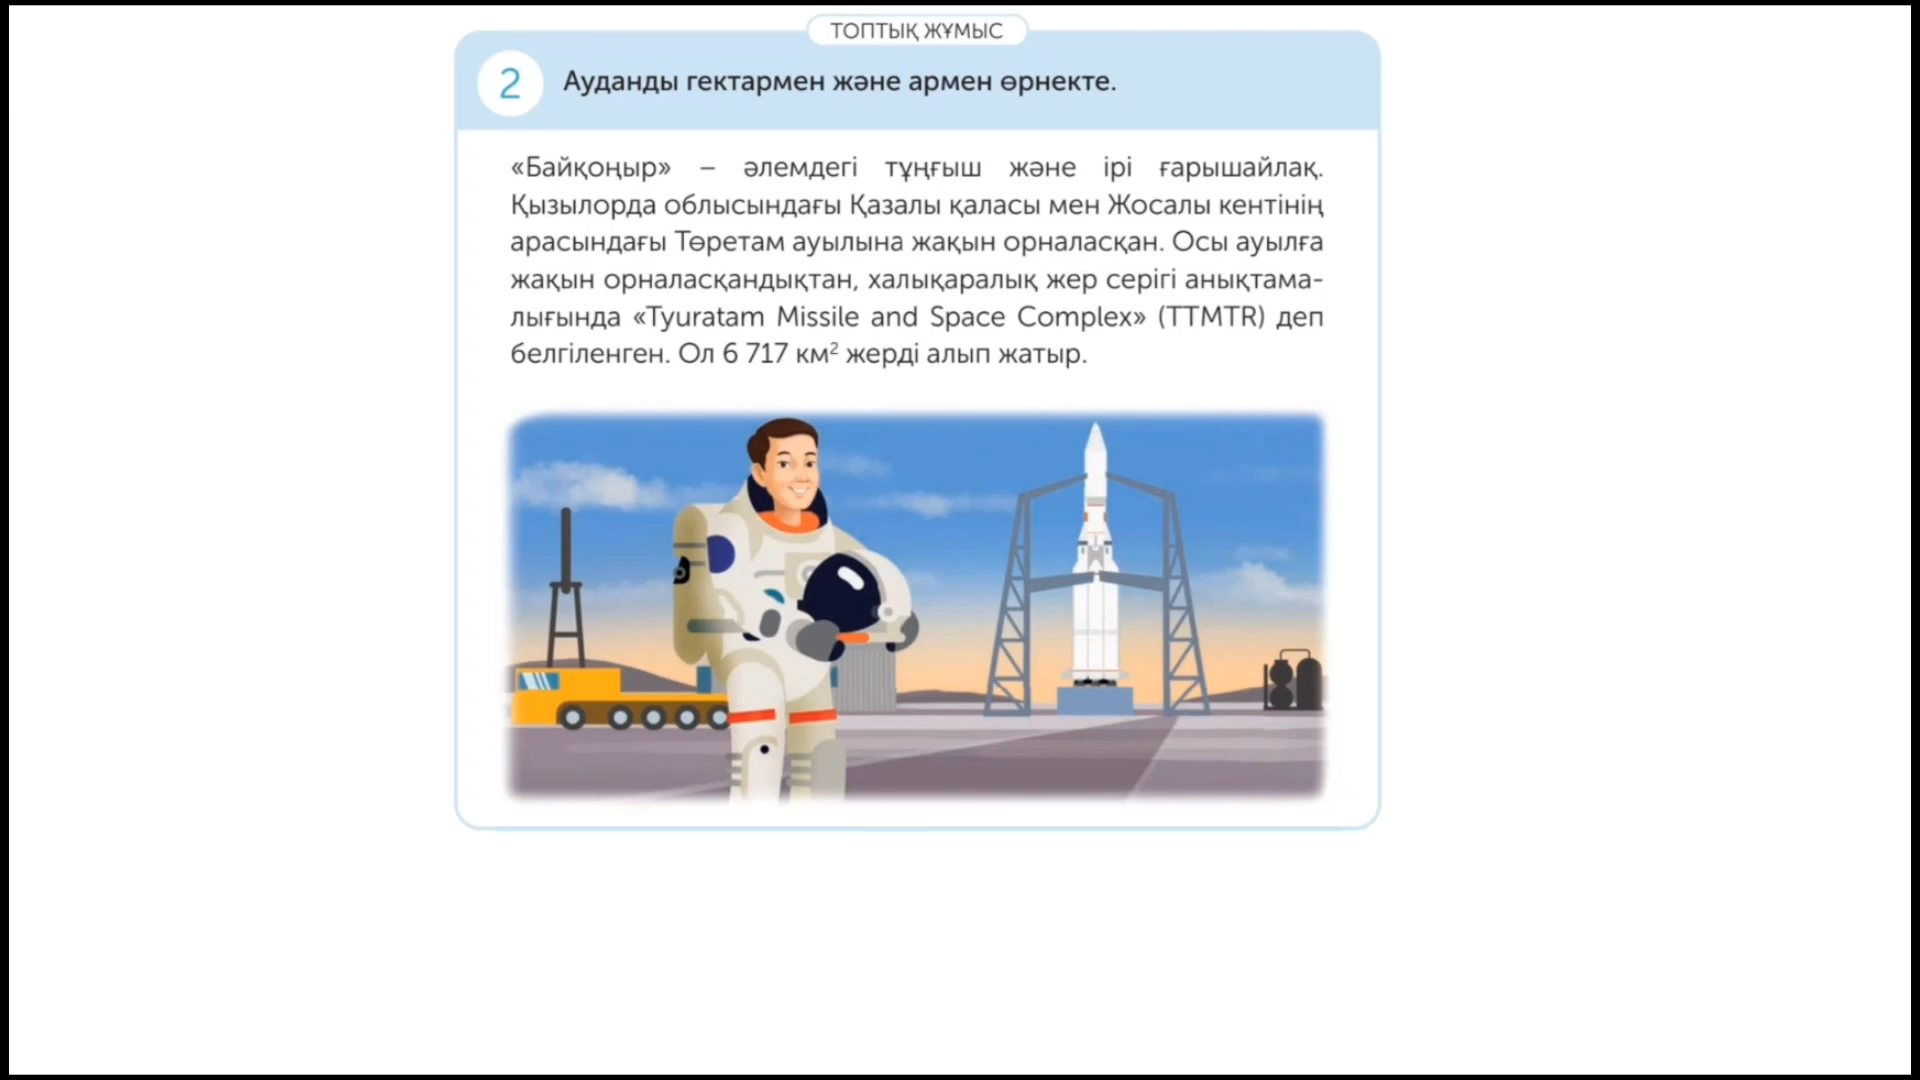 ТОПТЫҚ ЖҰМЫС
2 Ауданды гектармен және армен өрнекте.
«Байқоңыр» – әлемдегі тұңғыш және ірі ғарышайлақ.
Қызылорда облысындағы Қазалы қаласы мен Жосалы кентінің
арасындағы Төретам ауылына жақын орналасқан. Осы ауылға
жақын орналасқандықтан, халықаралық жер серігі анықтама-
лығында «Tyuratam Missile and Space Complex» (TTMTR) деп
белгіленген. Ол 6 717 км² жерді алып жатыр.